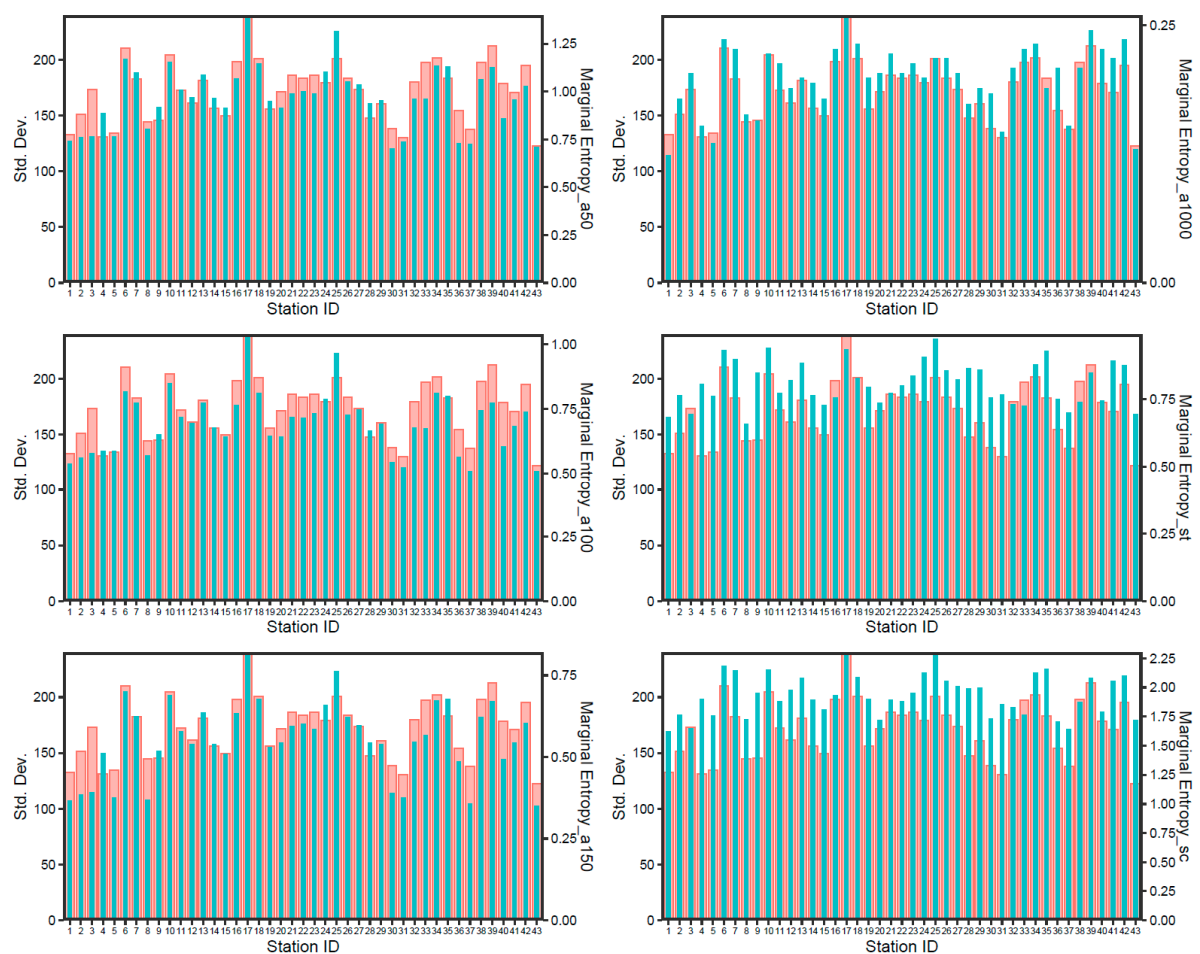 200
150
100
50
0
Std. Dev.
1.25
1.00
0.75
0.50
0.25
0.00
Marginal Entropy_a50
1 2 3 4 5 6 7 8 9 10 11 12 13 14 15 16 17 18 19 20 21 22 23 24 25 26 27 28 29 30 31 32 33 34 35 36 37 38 39 40 41 42 43
Station ID
200
150
100
50
0
Std. Dev.
0.25
0.00
Marginal Entropy_a1000
1 2 3 4 5 6 7 8 9 10 11 12 13 14 15 16 17 18 19 20 21 22 23 24 25 26 27 28 29 30 31 32 33 34 35 36 37 38 39 40 41 42 43
Station ID
200
150
100
50
0
Std. Dev.
1.00
0.75
0.50
0.25
0.00
Marginal Entropy_a100
1 2 3 4 5 6 7 8 9 10 11 12 13 14 15 16 17 18 19 20 21 22 23 24 25 26 27 28 29 30 31 32 33 34 35 36 37 38 39 40 41 42 43
Station ID
200
150
100
50
0
Std. Dev.
0.75
0.50
0.25
0.00
Marginal Entropy_st
1 2 3 4 5 6 7 8 9 10 11 12 13 14 15 16 17 18 19 20 21 22 23 24 25 26 27 28 29 30 31 32 33 34 35 36 37 38 39 40 41 42 43
Station ID
200
150
100
50
0
Std. Dev.
0.75
0.50
0.25
0.00
Marginal Entropy_a150
1 2 3 4 5 6 7 8 9 10 11 12 13 14 15 16 17 18 19 20 21 22 23 24 25 26 27 28 29 30 31 32 33 34 35 36 37 38 39 40 41 42 43
Station ID
200
150
100
50
0
Std. Dev.
2.25
2.00
1.75
1.50
1.25
1.00
0.75
0.50
0.25
0.00
Marginal Entropy_sc
1 2 3 4 5 6 7 8 9 10 11 12 13 14 15 16 17 18 19 20 21 22 23 24 25 26 27 28 29 30 31 32 33 34 35 36 37 38 39 40 41 42 43
Station ID